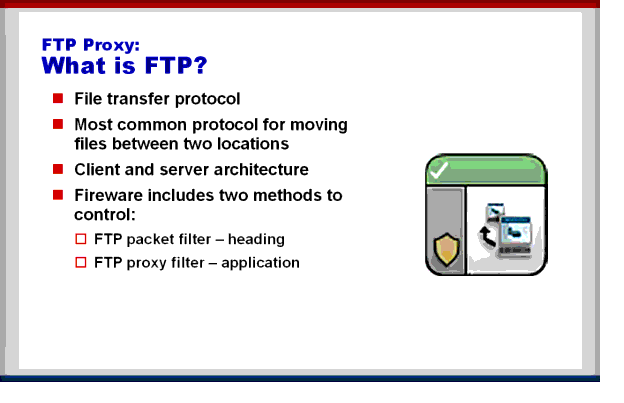 FTP Proxy:
What is FTP?
File transfer protocol
Most common protocol for moving
files between two locations
Client and server architecture
Fireware includes two methods to
control:
FTP packet filter – heading
FTP proxy filter – application